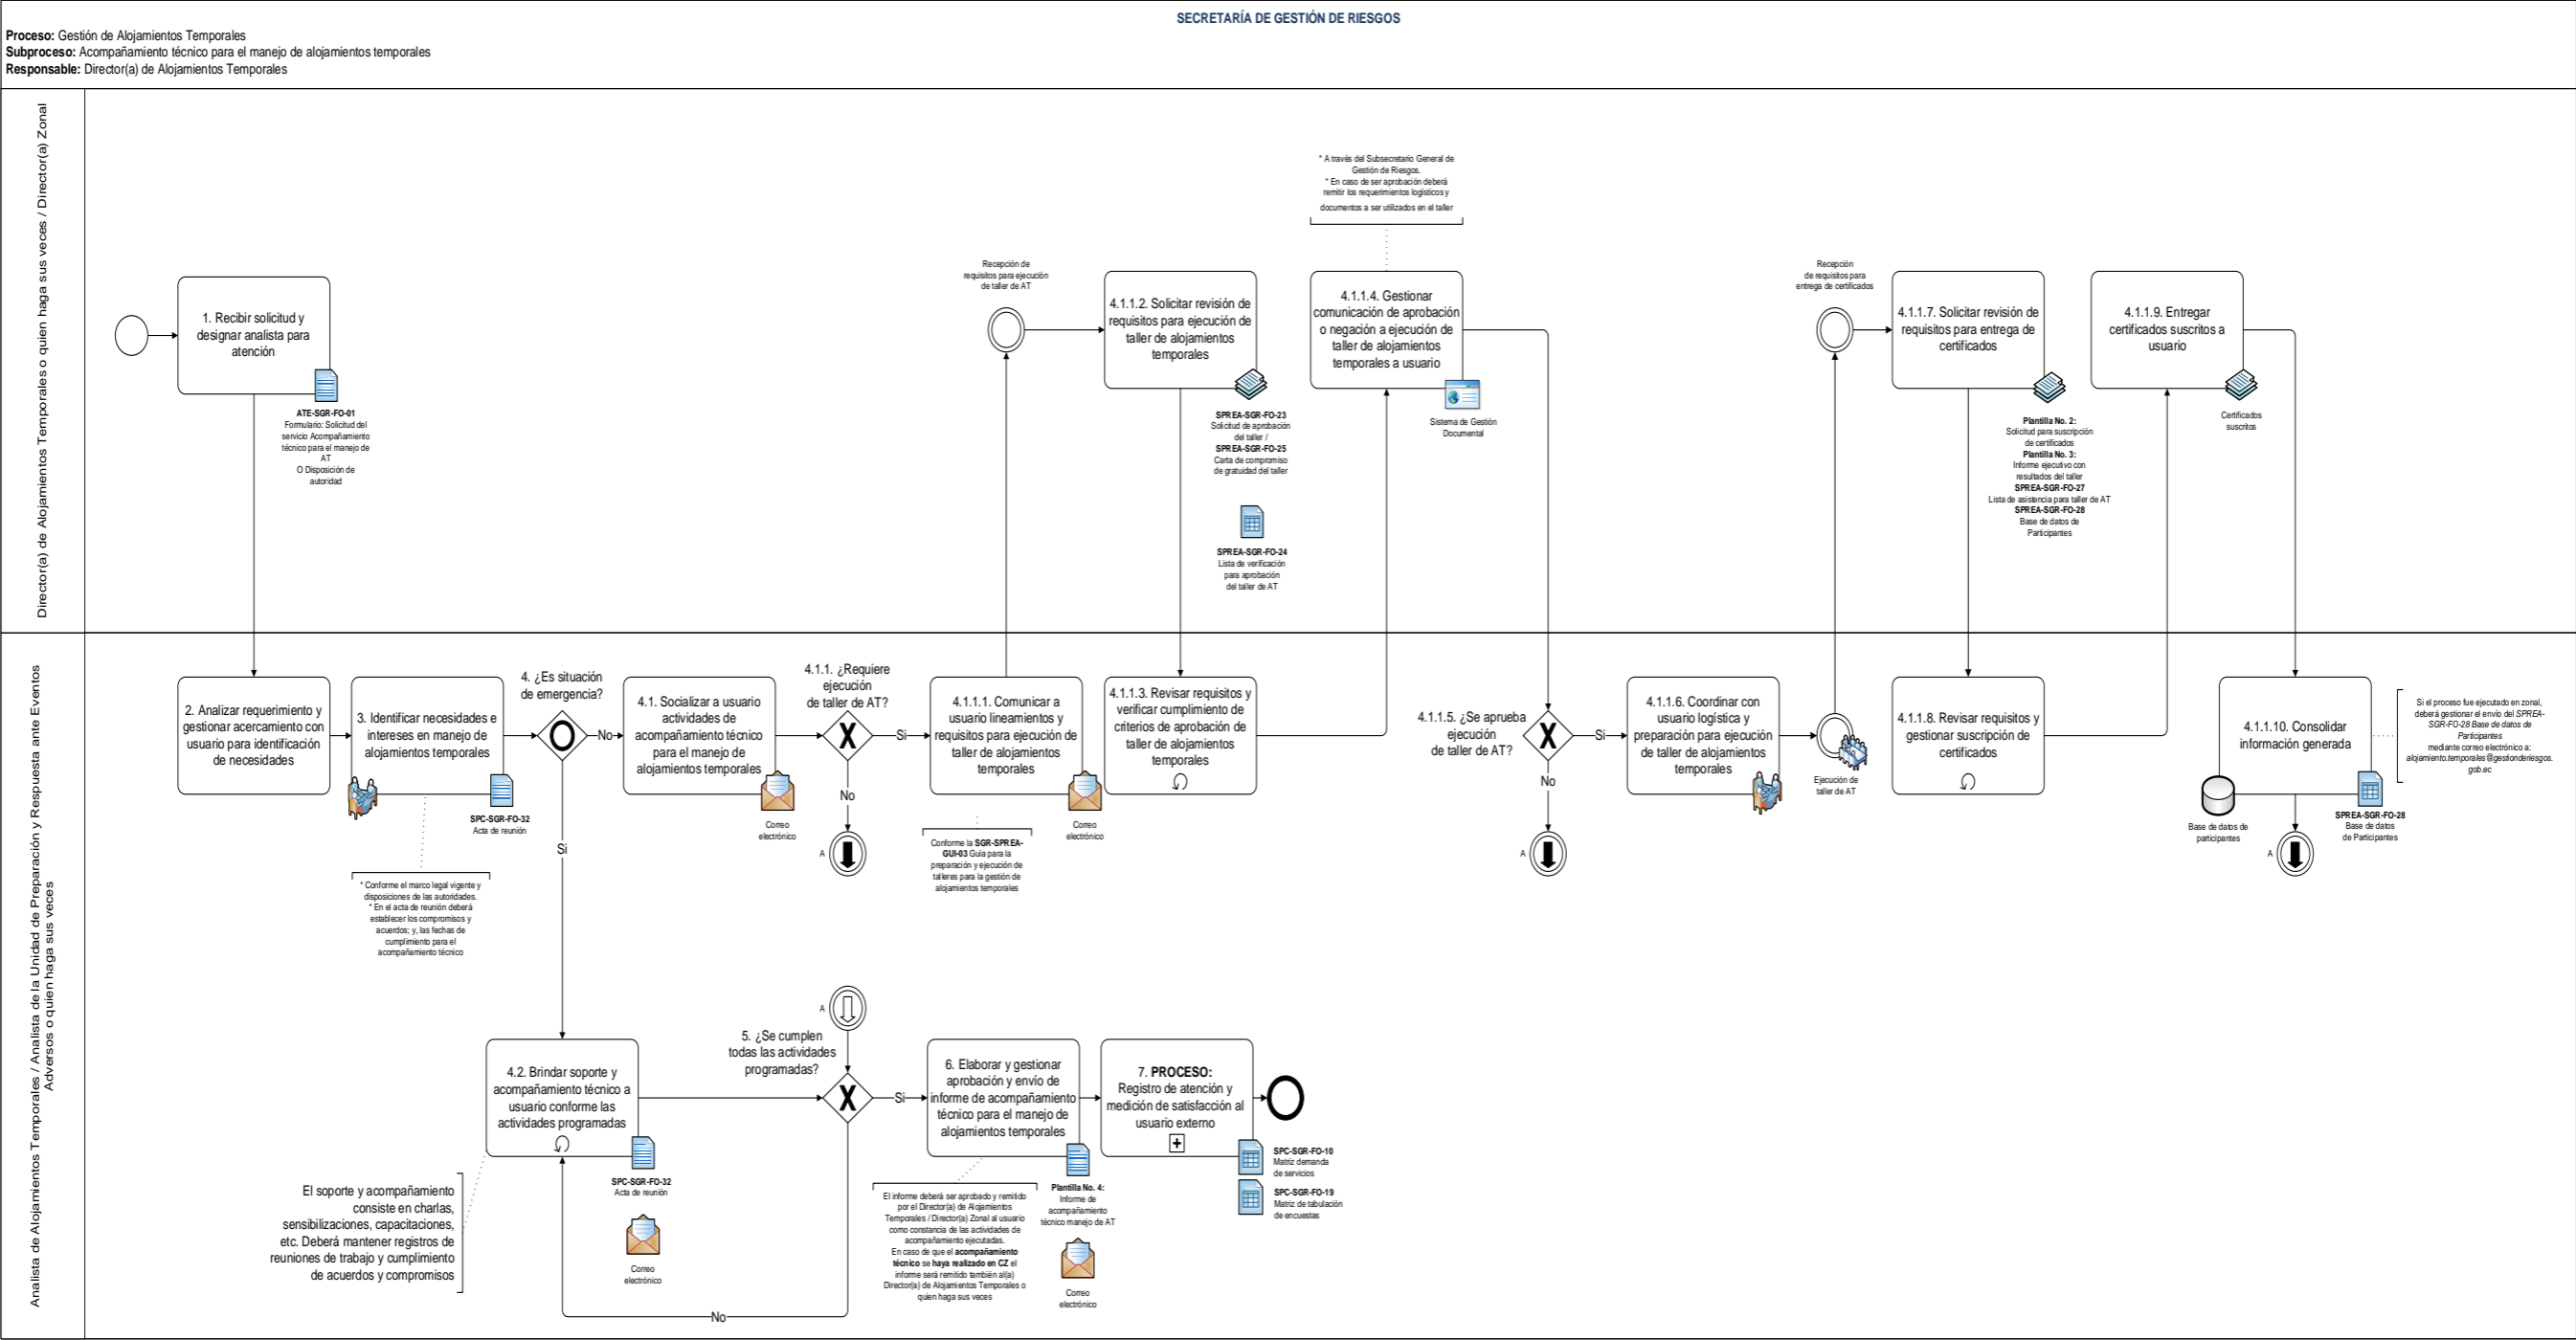 SECRETARÍA DE GESTIÓN DE RIESGOS
Proceso: Gestión de Alojamientos Temporales
Subproceso: Acompañamiento técnico para el manejo de alojamientos temporales
Responsable: Director(a) de Alojamientos Temporales
Director(a) de Alojamientos Temporales o quien haga sus veces / Director(a) Zonal
1. Recibir solicitud y
designar analista para
atención
ATE-SGR-FO-01
Formulario: Solicitud del
servicio Acompañamiento
técnico para el manejo de
AT
O Disposición de
autoridad
Recepción de
requisitos para ejecución
de taller de AT
4.1.1.2. Solicitar revisión de
requisitos para ejecución de
taller de alojamientos
temporales
SPREA-SGR-FO-23
Solicitud de aprobación
del taller /
SPREA-SGR-FO-25
Carta de compromiso
de gratuidad del taller
SPREA-SGR-FO-24
Lista de verificación
para aprobación
del taller de AT
* A través del Subsecretario General de
Gestión de Riesgos.
* En caso de ser aprobación deberá
remitir los requerimientos logísticos y
documentos a ser utilizados en el taller
4.1.1.4. Gestionar
comunicación de aprobación
o negación a ejecución de
taller de alojamientos
temporales a usuario
Sistema de Gestión
Documental
Recepción
de requisitos para
entrega de certificados
4.1.1.7. Solicitar revisión de
requisitos para entrega de
certificados
Plantilla No. 2:
Solicitud para suscripción
de certificados
Plantilla No. 3:
Informe ejecutivo con
resultados del taller
SPREA-SGR-FO-27
Lista de asistencia para taller de AT
SPREA-SGR-FO-28
Base de datos de
Participantes
4.1.1.9. Entregar
certificados suscritos a
usuario
Certificados
suscritos
Analista de Alojamientos Temporales / Analista de la Unidad de Preparación y Respuesta ante Eventos
Adversos o quien haga sus veces
2. Analizar requerimiento y
gestionar acercamiento con
usuario para identificación
de necesidades
3. Identificar necesidades e
intereses en manejo de
alojamientos temporales
SPC-SGR-FO-32
Acta de reunión
* Conforme el marco legal vigente y
disposiciones de las autoridades.
* En el acta de reunión deberá
establecer los compromisos y
acuerdos; y, las fechas de
cumplimiento para el
acompañamiento técnico
4. ¿Es situación
de emergencia?
No
Si
4.1. Socializar a usuario
actividades de
acompañamiento técnico
para el manejo de
alojamientos temporales
Correo
electrónico
4.1.1. ¿Requiere
ejecución
de taller de AT?
Si
No
A
4.1.1.1. Comunicar a
usuario lineamientos y
requisitos para ejecución de
taller de alojamientos
temporales
Correo
electrónico
Conforme la SGR-SPREA-
GUI-03 Guía para la
preparación y ejecución de
talleres para la gestión de
alojamientos temporales
4.1.1.3. Revisar requisitos y
verificar cumplimiento de
criterios de aprobación de
taller de alojamientos
temporales
4.1.1.5. ¿Se aprueba
ejecución
de taller de AT?
Si
No
A
4.1.1.6. Coordinar con
usuario logística y
preparación para ejecución
de taller de alojamientos
temporales
Ejecución de
taller de AT
4.1.1.8. Revisar requisitos y
gestionar suscripción de
certificados
4.1.1.10. Consolidar
información generada
Base de datos de
participantes
SPREA-SGR-FO-28
Base de datos
de Participantes
A
Si el proceso fue ejecutado en zonal,
deberá gestionar el envío del SPREA-
SGR-FO-28 Base de datos de
Participantes
mediante correo electrónico a:
alojamiento.temporales@gestionderiesgos.
gob.ec
4.2. Brindar soporte y
acompañamiento técnico a
usuario conforme las
actividades programadas
SPC-SGR-FO-32
Acta de reunión
Correo
electrónico
El soporte y acompañamiento
consiste en charlas,
sensibilizaciones, capacitaciones,
etc. Deberá mantener registros de
reuniones de trabajo y cumplimiento
de acuerdos y compromisos
A
5. ¿Se cumplen
todas las actividades
programadas?
Si
No
6. Elaborar y gestionar
aprobación y envío de
informe de acompañamiento
técnico para el manejo de
alojamientos temporales
El informe deberá ser aprobado y remitido
por el Director(a) de Alojamientos
Temporales / Director(a) Zonal al usuario
como constancia de las actividades de
acompañamiento ejecutadas.
En caso de que el acompañamiento
técnico se haya realizado en CZ el
informe será remitido también al(a)
Director(a) de Alojamientos Temporales o
quien haga sus veces
Plantilla No. 4:
Informe de
acompañamiento
técnico manejo de AT
Correo
electrónico
7. PROCESO:
Registro de atención y
medición de satisfacción al
usuario externo
SPC-SGR-FO-10
Matriz demanda
de servicios
SPC-SGR-FO-19
Matriz de tabulación
de encuestas